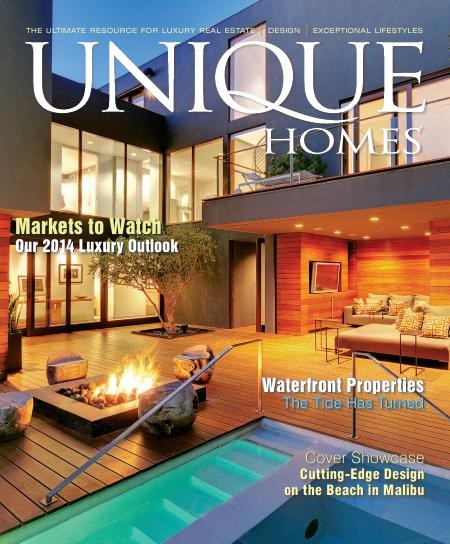 THE ULTIMATE RESOURCE FOR LUXURY REAL ESTATE | DESIGN | EXCEPTIONAL LIFESTYLES
UNIQUE
HOMES
Markets to Watch
Our 2014 Luxury Outlook
Waterfront Properties
The Tide Has Turned
Cover Showcase
Cutting-Edge Design
on the Beach in Malibu